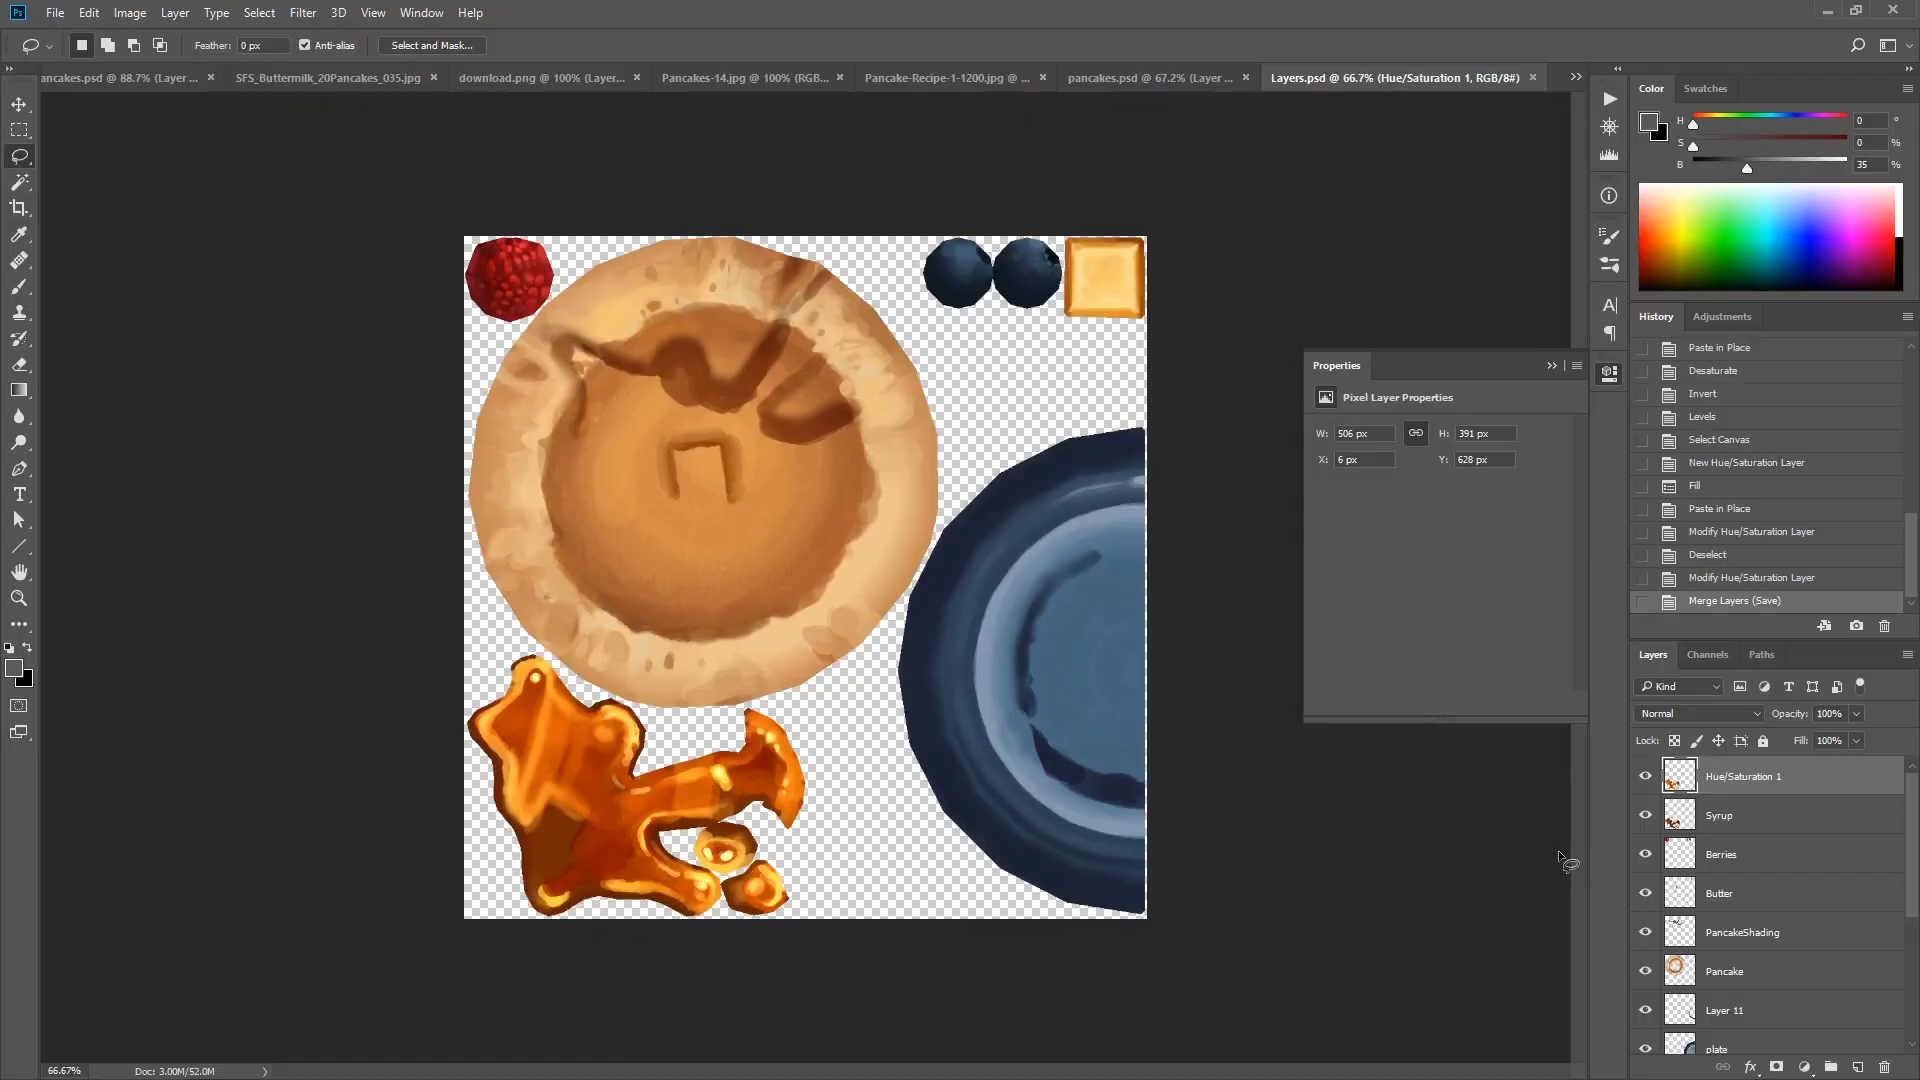 Ps File Edit Image Layer Type Select Filter 3D View Window Help
Feather: 0 px Anti-alias Select and Mask...
ancakes.psd @ 88.7% (Layer ... × SFS_Buttermilk_20Pancakes_035.jpg × download.png @ 100% (Layer... × Pancakes-14.jpg @ 100% (RGB... × Pancake-Recipe-1-1200.jpg @ ... × pancakes.psd @ 67.2% (Layer ... × Layers.psd @ 66.7% (Hue/Saturation 1, RGB/8#) ×
Color Swatches
H 0 °
S 0 %
B 35 %
History Adjustments
Paste in Place
Desaturate
Invert
Levels
Select Canvas
New Hue/Saturation Layer
Fill
Paste in Place
Modify Hue/Saturation Layer
Deselect
Modify Hue/Saturation Layer
Merge Layers (Save)
Properties
Pixel Layer Properties
W: 506 px H: 391 px
X: 6 px Y: 628 px
Layers Channels Paths
Kind
Normal Opacity: 100%
Lock: Fill: 100%
Hue/Saturation 1
Syrup
Berries
Butter
PancakeShading
Pancake
Layer 11
plate
66.67% Doc: 3.00M/52.0M